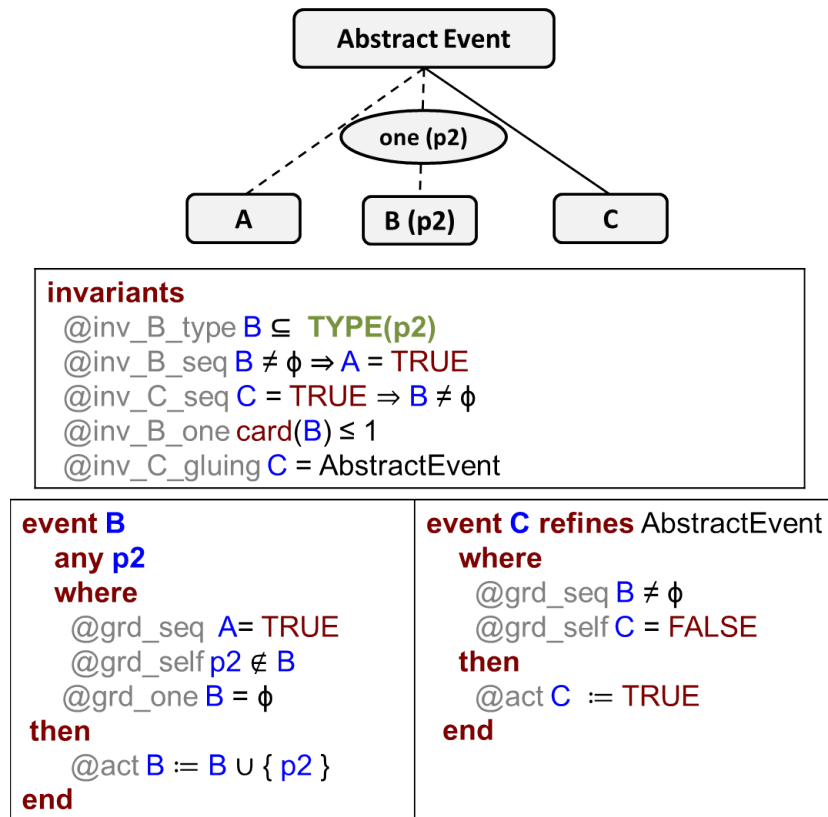 Abstract Event
one (p2)
A
B (p2)
C
invariants
@inv_B_type B ⊆ TYPE(p2)
@inv_B_seq B ≠ ϕ ⇒ A = TRUE
@inv_C_seq C = TRUE ⇒ B ≠ ϕ
@inv_B_one card(B) ≤ 1
@inv_C_gluing C = AbstractEvent
event B
any p2
where
@grd_seq A= TRUE
@grd_self p2 ∉ B
@grd_one B = ϕ
then
@act B := B ∪ { p2 }
end
event C refines AbstractEvent
where
@grd_seq B ≠ ϕ
@grd_self C = FALSE
then
@act C := TRUE
end